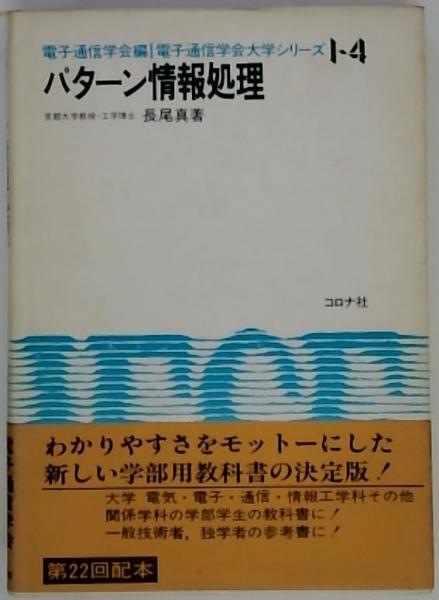 電子通信学会編|電子通信学会大学シリーズ I-4
パターン情報処理
京都大学教授・工学博士 長尾真著
コロナ社
わかりやすさをモットーにした
新しい学部用教科書の決定版!
大学 電気・電子・通信・情報工学科その他
関係学科の学部学生の教科書に!
一般技術者,独学者の参考書に!
第22回配本
電子通信学会